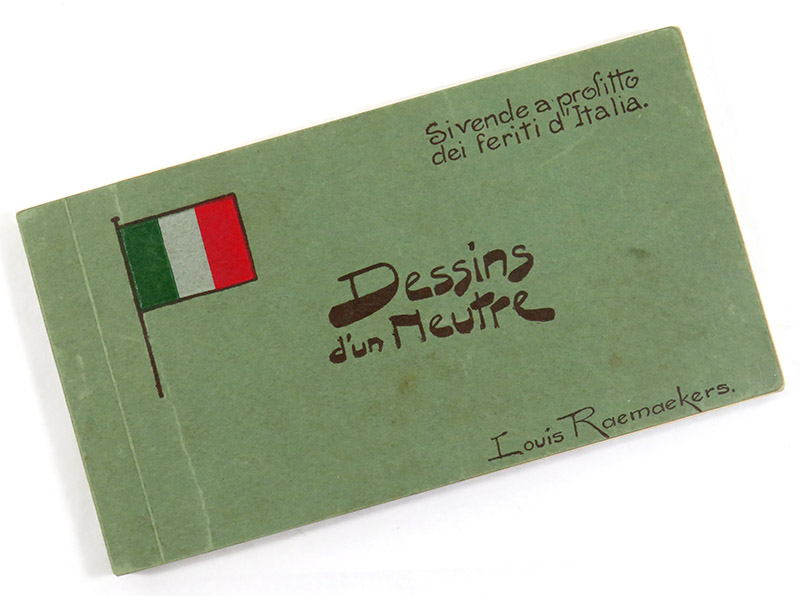 Si vende a profitto
dei feriti d'Italia.
Dessins
d'un Neutre
Louis Raemaekers.